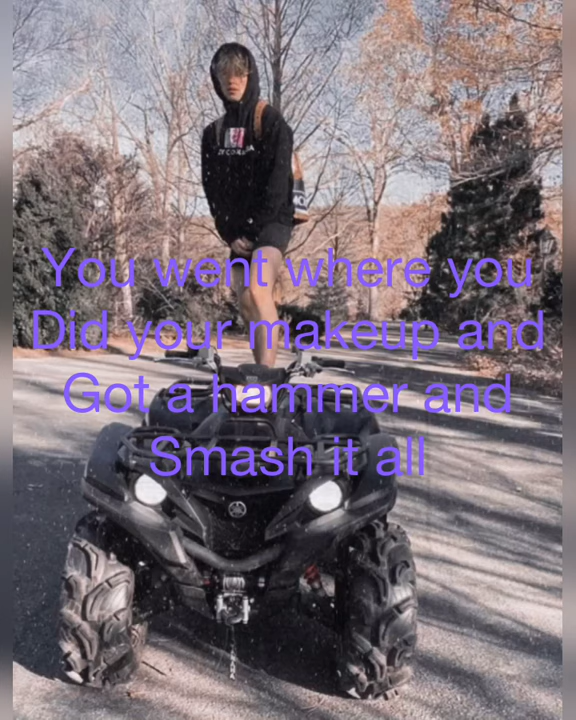 You went where you
Did your makeup and
Got a hammer and
Smash it all